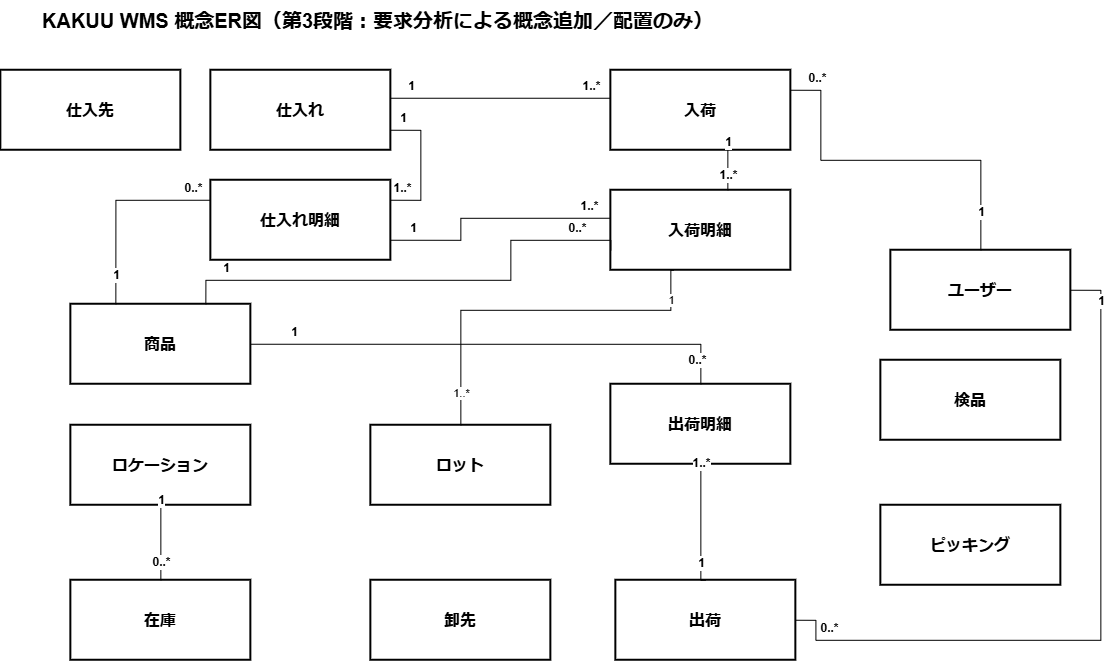 KAKUU WMS 概念ER図（第3段階：要求分析による概念追加／配置のみ）
仕入先
仕入れ
1
1..*
入荷
0..*
1
1
1..*
0..*
1..*
仕入れ明細
1
1..*
0..*
入荷明細
1
1
1
1
ユーザー
1
商品
1
0..*
検品
1..*
出荷明細
ロケーション
ロット
1..*
1
ピッキング
0..*
1
在庫
卸先
出荷
0..*